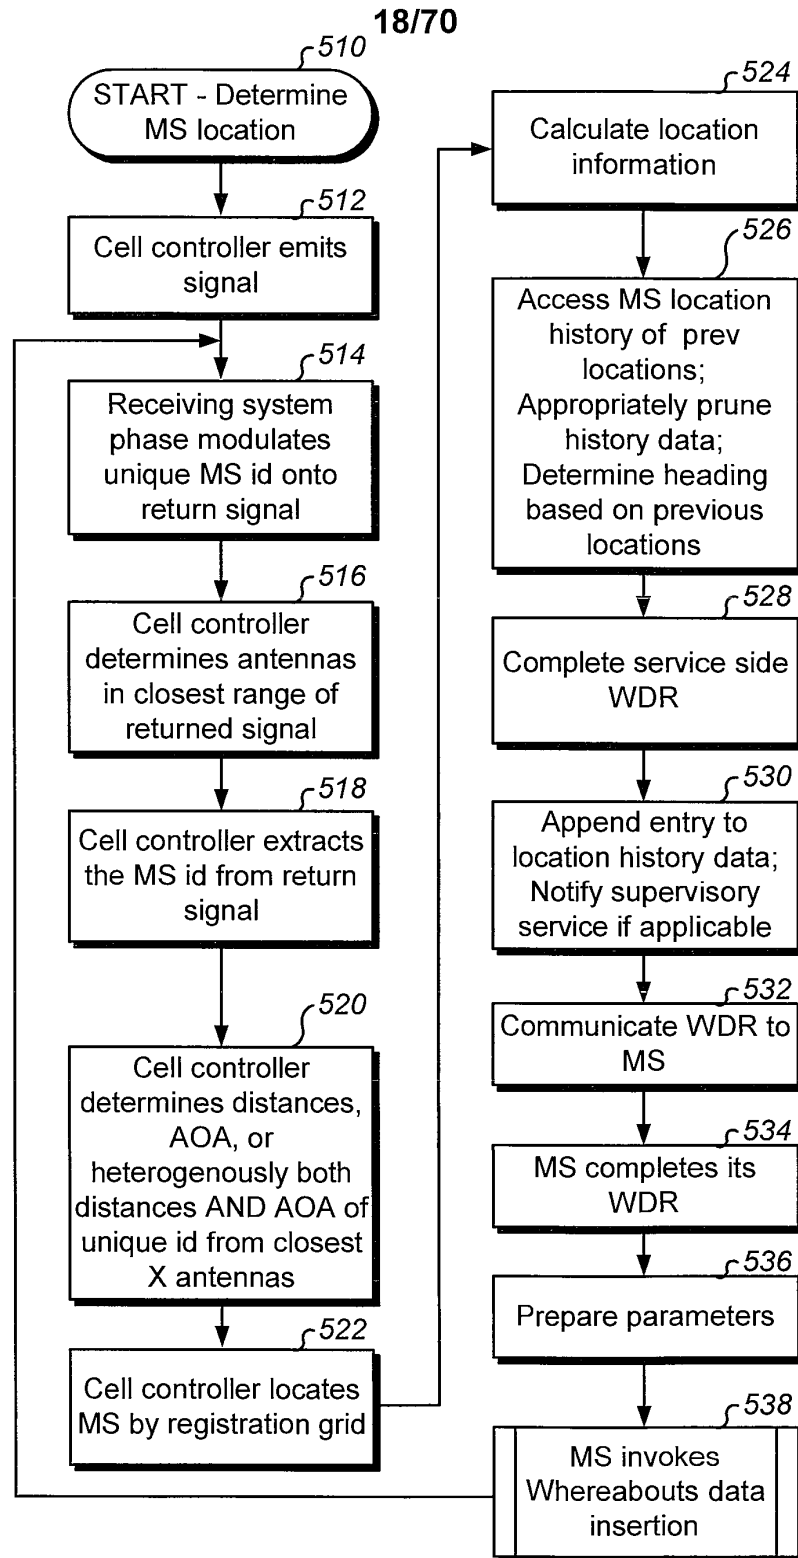 18/70
510
START - Determine
MS location
512
Cell controller emits
signal
514
Receiving system
phase modulates
unique MS id onto
return signal
516
Cell controller
determines antennas
in closest range of
returned signal
518
Cell controller extracts
the MS id from return
signal
520
Cell controller
determines distances,
AOA, or
heterogenously both
distances AND AOA of
unique id from closest
X antennas
522
Cell controller locates
MS by registration grid
524
Calculate location
information
526
Access MS location
history of prev
locations;
Appropriately prune
history data;
Determine heading
based on previous
locations
528
Complete service side
WDR
530
Append entry to
location history data;
Notify supervisory
service if applicable
532
Communicate WDR to
MS
534
MS completes its
WDR
536
Prepare parameters
538
MS invokes
Whereabouts data
insertion